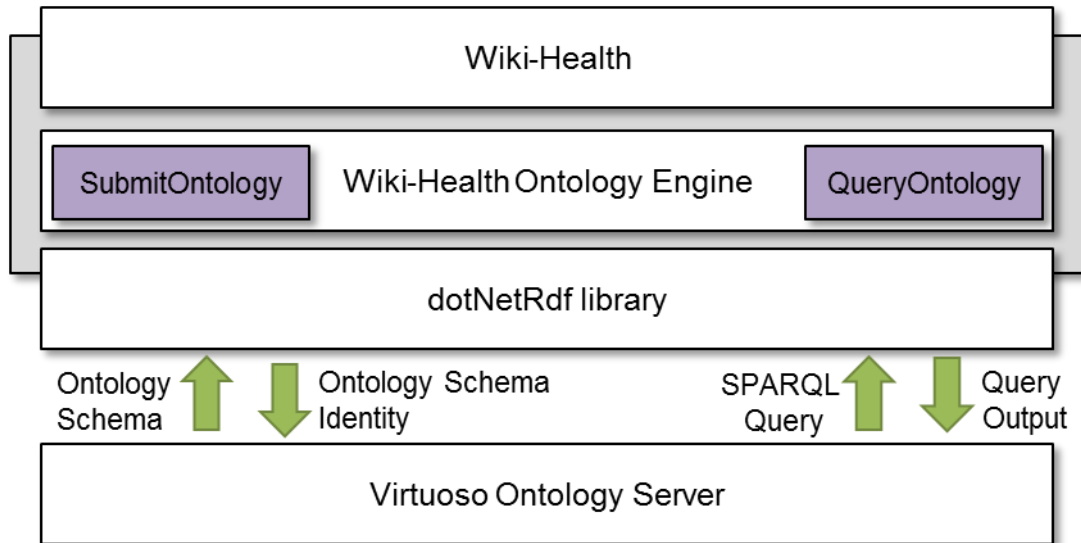 Wiki-Health
SubmitOntology
Wiki-Health Ontology Engine
QueryOntology
dotNetRdf library
Ontology
Schema
Ontology Schema
Identity
SPARQL
Query
Query
Output
Virtuoso Ontology Server